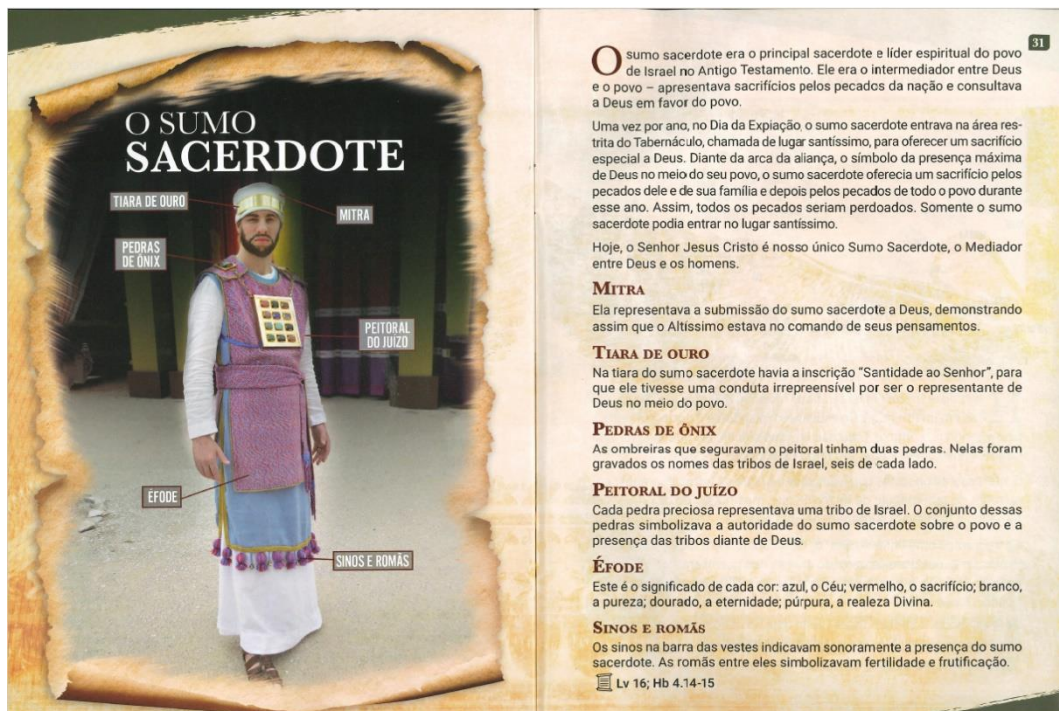 O SUMO
SACERDOTE
TIARA DE OURO
MITRA
PEDRAS
DE ÔNIX
PEITORAL
DO JUÍZO
ÉFODE
SINOS E ROMÃS
31
O sumo sacerdote era o principal sacerdote e líder espiritual do povo
de Israel no Antigo Testamento. Ele era o intermediador entre Deus
e o povo – apresentava sacrifícios pelos pecados da nação e consultava
a Deus em favor do povo.
Uma vez por ano, no Dia da Expiação, o sumo sacerdote entrava na área res-
trita do Tabernáculo, chamada de lugar santíssimo, para oferecer um sacrifício
especial a Deus. Diante da arca da aliança, o símbolo da presença máxima
de Deus no meio do seu povo, o sumo sacerdote oferecia um sacrifício pelos
pecados dele e de sua família e depois pelos pecados de todo o povo durante
esse ano. Assim, todos os pecados seriam perdoados. Somente o sumo
sacerdote podia entrar no lugar santíssimo.
Hoje, o Senhor Jesus Cristo é nosso único Sumo Sacerdote, o Mediador
entre Deus e os homens.
MITRA
Ela representava a submissão do sumo sacerdote a Deus, demonstrando
assim que o Altíssimo estava no comando de seus pensamentos.
TIARA DE OURO
Na tiara do sumo sacerdote havia a inscrição “Santidade ao Senhor”, para
que ele tivesse uma conduta irrepreensível por ser o representante de
Deus no meio do povo.
PEDRAS DE ÔNIX
As ombreiras que seguravam o peitoral tinham duas pedras. Nelas foram
gravados os nomes das tribos de Israel, seis de cada lado.
PEITORAL DO JUÍZO
Cada pedra preciosa representava uma tribo de Israel. O conjunto dessas
pedras simbolizava a autoridade do sumo sacerdote sobre o povo e a
presença das tribos diante de Deus.
ÉFODE
Este é o significado de cada cor: azul, o Céu; vermelho, o sacrifício; branco,
a pureza; dourado, a eternidade; púrpura, a realeza Divina.
SINOS E ROMÃS
Os sinos na barra das vestes indicavam sonoramente a presença do sumo
sacerdote. As romãs entre eles simbolizavam fertilidade e frutificação.
Lv 16; Hb 4.14-15